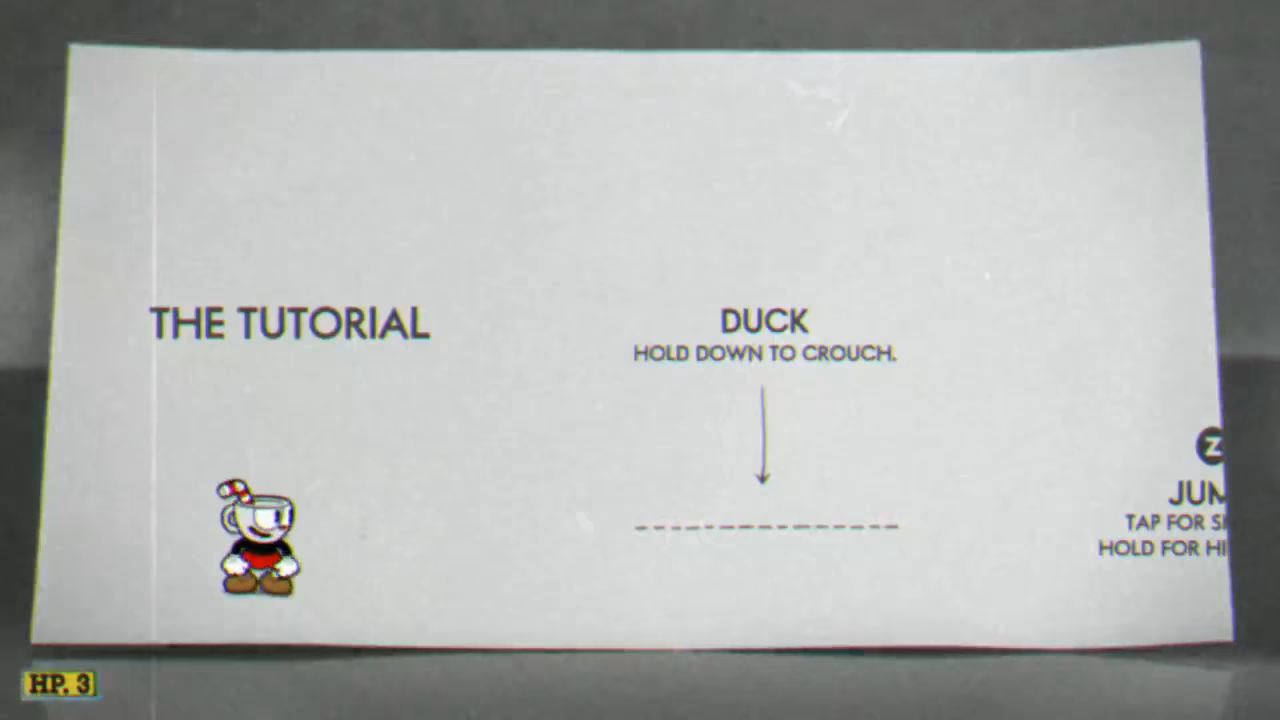 THE TUTORIAL
DUCK
HOLD DOWN TO CROUCH.
Z
JUM
TAP FOR S
HOLD FOR HI
HP. 3